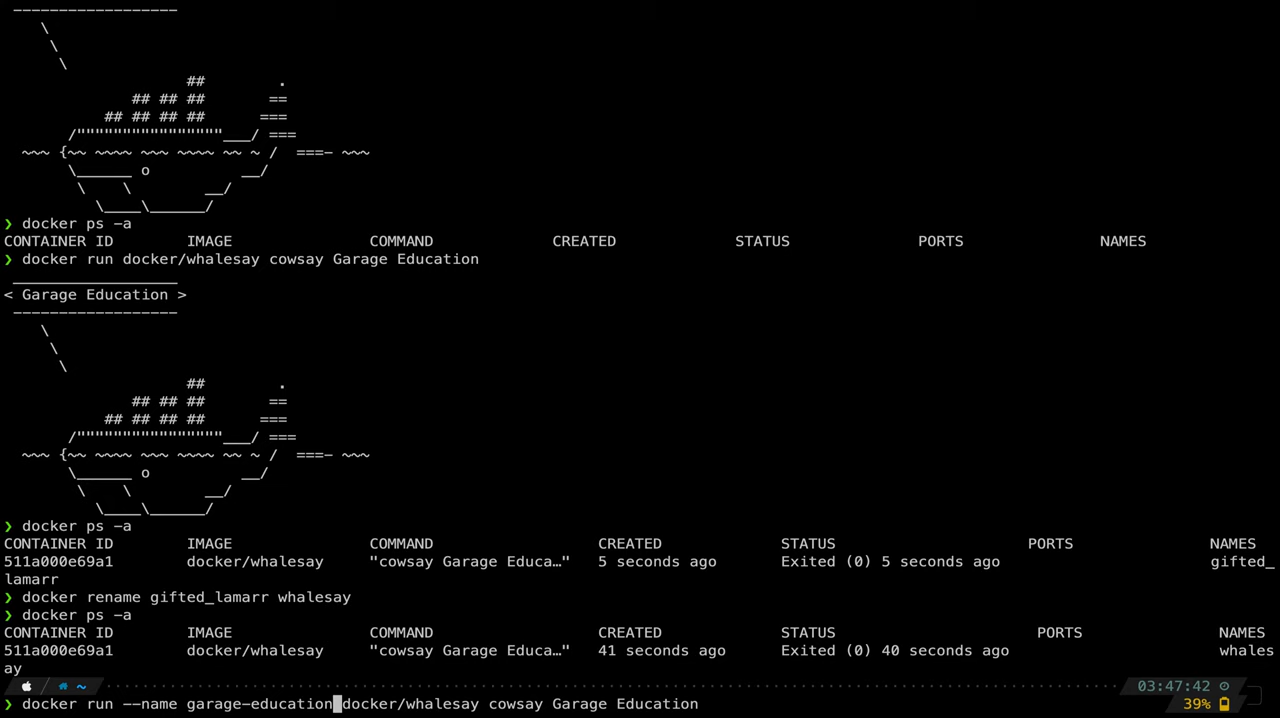 __________________
    \
     \
      \
                    ##        .
              ## ## ##       ==
           ## ## ## ##      ===
       /""""""""""""""""___/ ===
  ~~~ {~~ ~~~~ ~~~ ~~~~ ~~ ~ /  ===- ~~~
       \______ o          __/
        \    \        __/
          \____\______/
❯ docker ps -a
CONTAINER ID        IMAGE               COMMAND             CREATED             STATUS              PORTS               NAMES
❯ docker run docker/whalesay cowsay Garage Education
 __________________
< Garage Education >
 ------------------
    \
     \
      \
                    ##        .
              ## ## ##       ==
           ## ## ## ##      ===
       /""""""""""""""""___/ ===
  ~~~ {~~ ~~~~ ~~~ ~~~~ ~~ ~ /  ===- ~~~
       \______ o          __/
        \    \        __/
          \____\______/
❯ docker ps -a
CONTAINER ID        IMAGE               COMMAND                  CREATED             STATUS                     PORTS               NAMES
511a000e69a1        docker/whalesay     "cowsay Garage Educa…"   5 seconds ago       Exited (0) 5 seconds ago                       gifted_
lamarr
❯ docker rename gifted_lamarr whalesay
❯ docker ps -a
CONTAINER ID        IMAGE               COMMAND                  CREATED             STATUS                      PORTS               NAMES
511a000e69a1        docker/whalesay     "cowsay Garage Educa…"   41 seconds ago      Exited (0) 40 seconds ago                       whales
ay
~ 03:47:42
❯ docker run --name garage-education docker/whalesay cowsay Garage Education 39%